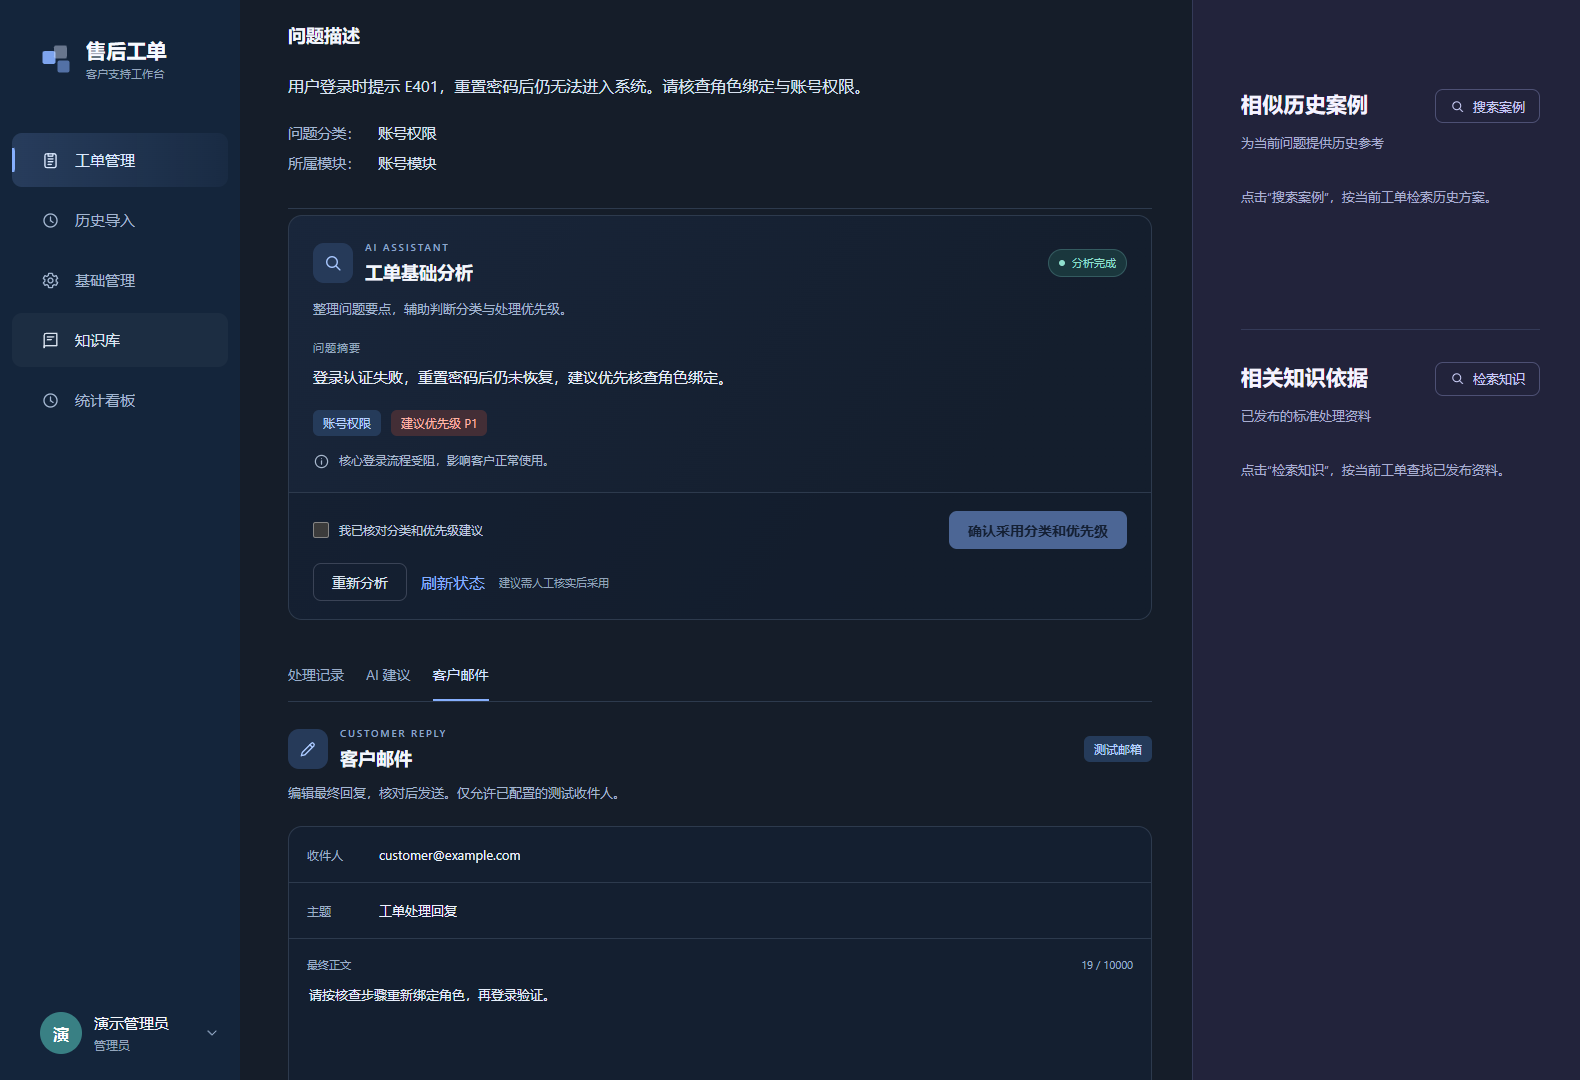 售后工单
客户支持工作台
工单管理
历史导入
基础管理
知识库
统计看板
演
演示管理员
管理员
问题描述
用户登录时提示 E401，重置密码后仍无法进入系统。请核查角色绑定与账号权限。
问题分类： 账号权限
所属模块： 账号模块
AI ASSISTANT
工单基础分析
分析完成
整理问题要点，辅助判断分类与处理优先级。
问题摘要
登录认证失败，重置密码后仍未恢复，建议优先核查角色绑定。
账号权限 建议优先级 P1
核心登录流程受阻，影响客户正常使用。
我已核对分类和优先级建议
确认采用分类和优先级
重新分析 刷新状态 建议需人工核实后采用
处理记录 AI 建议 客户邮件
CUSTOMER REPLY
客户邮件
测试邮箱
编辑最终回复，核对后发送。仅允许已配置的测试收件人。
收件人 customer@example.com
主题 工单处理回复
最终正文 19 / 10000
请按核查步骤重新绑定角色，再登录验证。
相似历史案例
搜索案例
为当前问题提供历史参考
点击“搜索案例”，按当前工单检索历史方案。
相关知识依据
检索知识
已发布的标准处理资料
点击“检索知识”，按当前工单查找已发布资料。